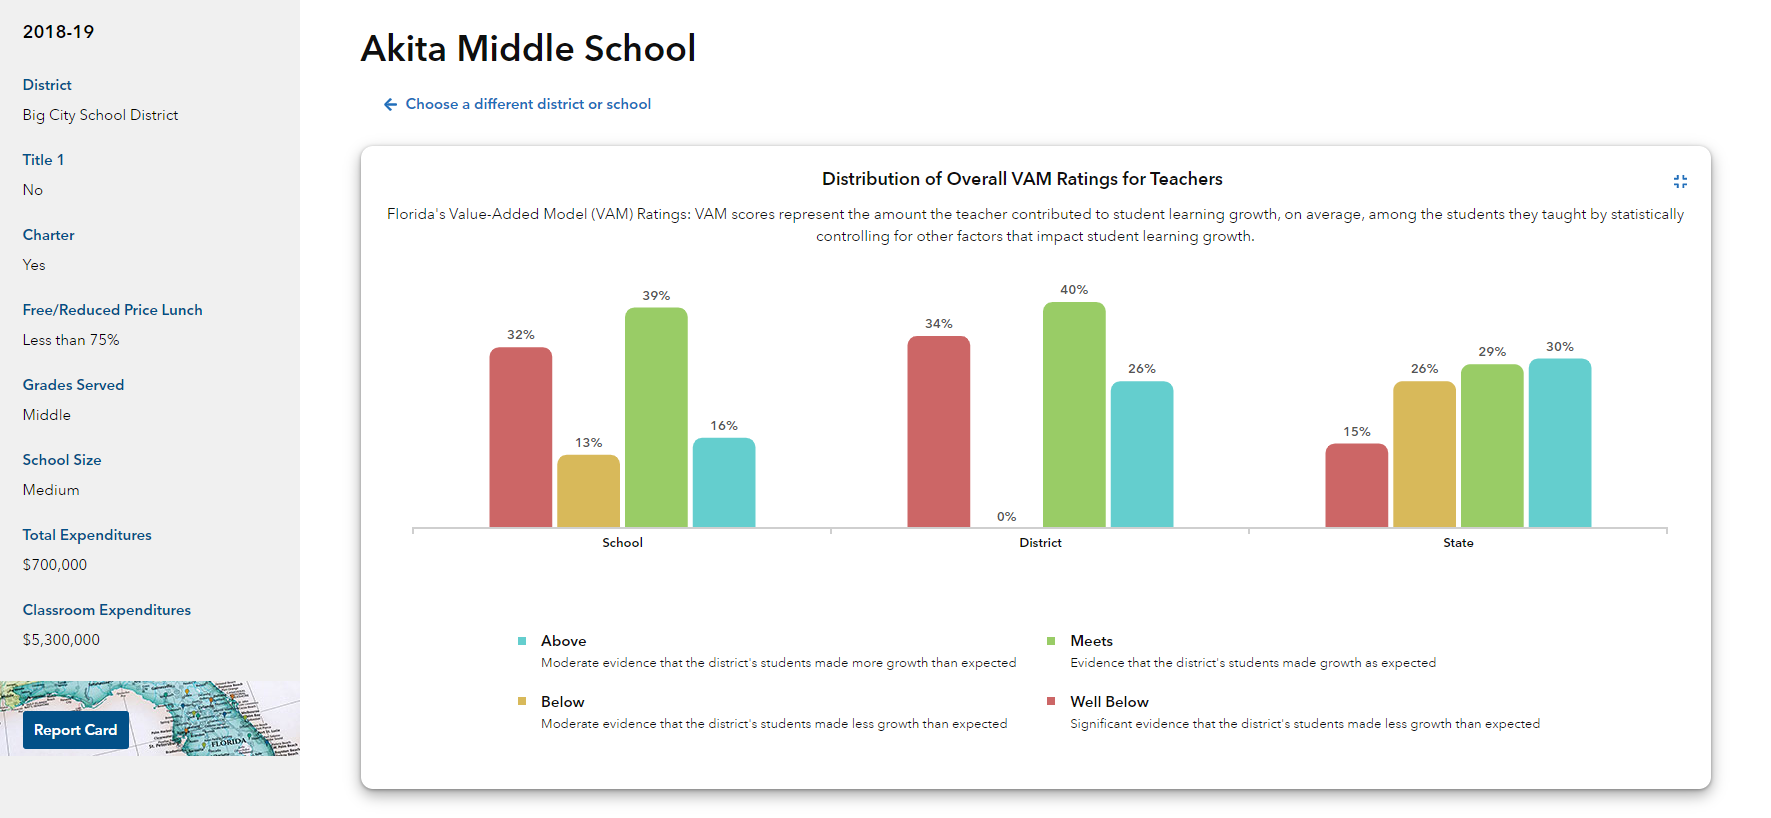 2018-19
District
Big City School District
Title 1
No
Charter
Yes
Free/Reduced Price Lunch
Less than 75%
Grades Served
Middle
School Size
Medium
Total Expenditures
$700,000
Classroom Expenditures
$5,300,000
FLORIDA
Report Card
Akita Middle School
Choose a different district or school
Distribution of Overall VAM Ratings for Teachers
Florida's Value-Added Model (VAM) Ratings: VAM scores represent the amount the teacher contributed to student learning growth, on average, among the students they taught by statistically
controlling for other factors that impact student learning growth.
32%
13%
39%
16%
34%
0%
40%
26%
15%
26%
29%
30%
School
District
State
Above
Moderate evidence that the district's students made more growth than expected
Meets
Evidence that the district's students made growth as expected
Below
Moderate evidence that the district's students made less growth than expected
Well Below
Significant evidence that the district's students made less growth than expected